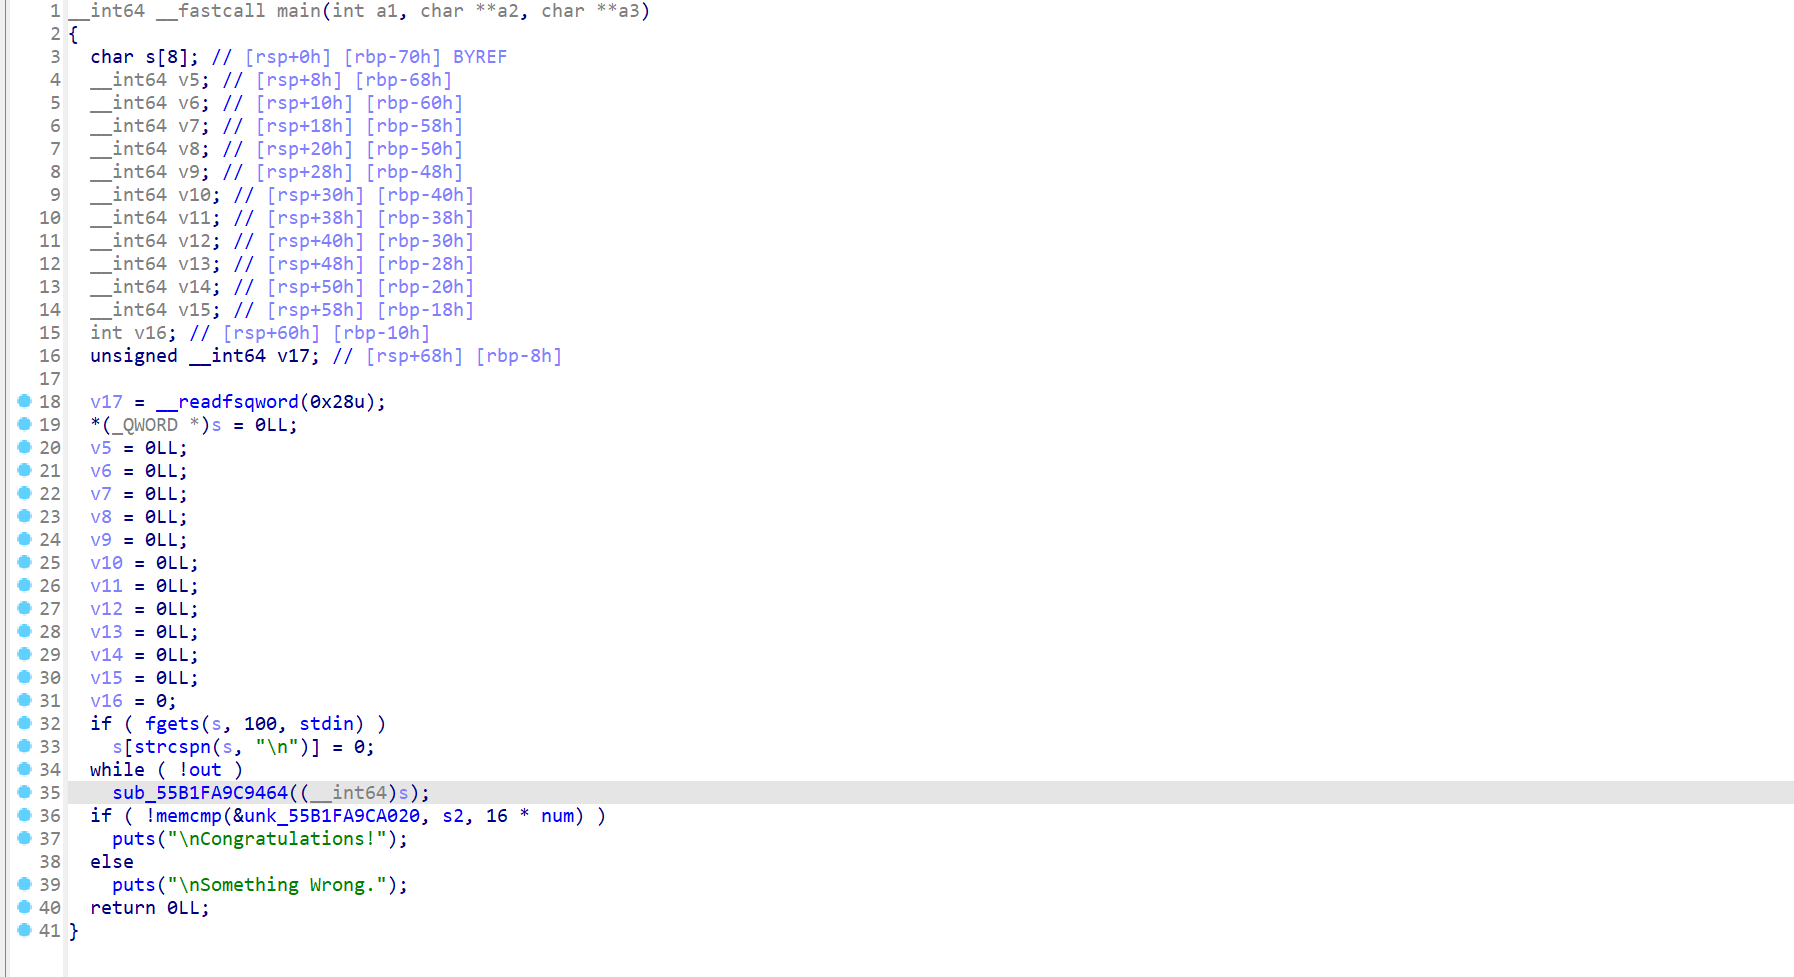 1 __int64 __fastcall main(int a1, char **a2, char **a3)
2 {
3   char s[8]; // [rsp+0h] [rbp-70h] BYREF
4   __int64 v5; // [rsp+8h] [rbp-68h]
5   __int64 v6; // [rsp+10h] [rbp-60h]
6   __int64 v7; // [rsp+18h] [rbp-58h]
7   __int64 v8; // [rsp+20h] [rbp-50h]
8   __int64 v9; // [rsp+28h] [rbp-48h]
9   __int64 v10; // [rsp+30h] [rbp-40h]
10   __int64 v11; // [rsp+38h] [rbp-38h]
11   __int64 v12; // [rsp+40h] [rbp-30h]
12   __int64 v13; // [rsp+48h] [rbp-28h]
13   __int64 v14; // [rsp+50h] [rbp-20h]
14   __int64 v15; // [rsp+58h] [rbp-18h]
15   int v16; // [rsp+60h] [rbp-10h]
16   unsigned __int64 v17; // [rsp+68h] [rbp-8h]
17
18   v17 = __readfsqword(0x28u);
19   *(_QWORD *)s = 0LL;
20   v5 = 0LL;
21   v6 = 0LL;
22   v7 = 0LL;
23   v8 = 0LL;
24   v9 = 0LL;
25   v10 = 0LL;
26   v11 = 0LL;
27   v12 = 0LL;
28   v13 = 0LL;
29   v14 = 0LL;
30   v15 = 0LL;
31   v16 = 0;
32   if ( fgets(s, 100, stdin) )
33     s[strcspn(s, "\n")] = 0;
34   while ( !out )
35     sub_55B1FA9C9464((__int64)s);
36   if ( !memcmp(&unk_55B1FA9CA020, s2, 16 * num) )
37     puts("\nCongratulations!");
38   else
39     puts("\nSomething Wrong.");
40   return 0LL;
41 }